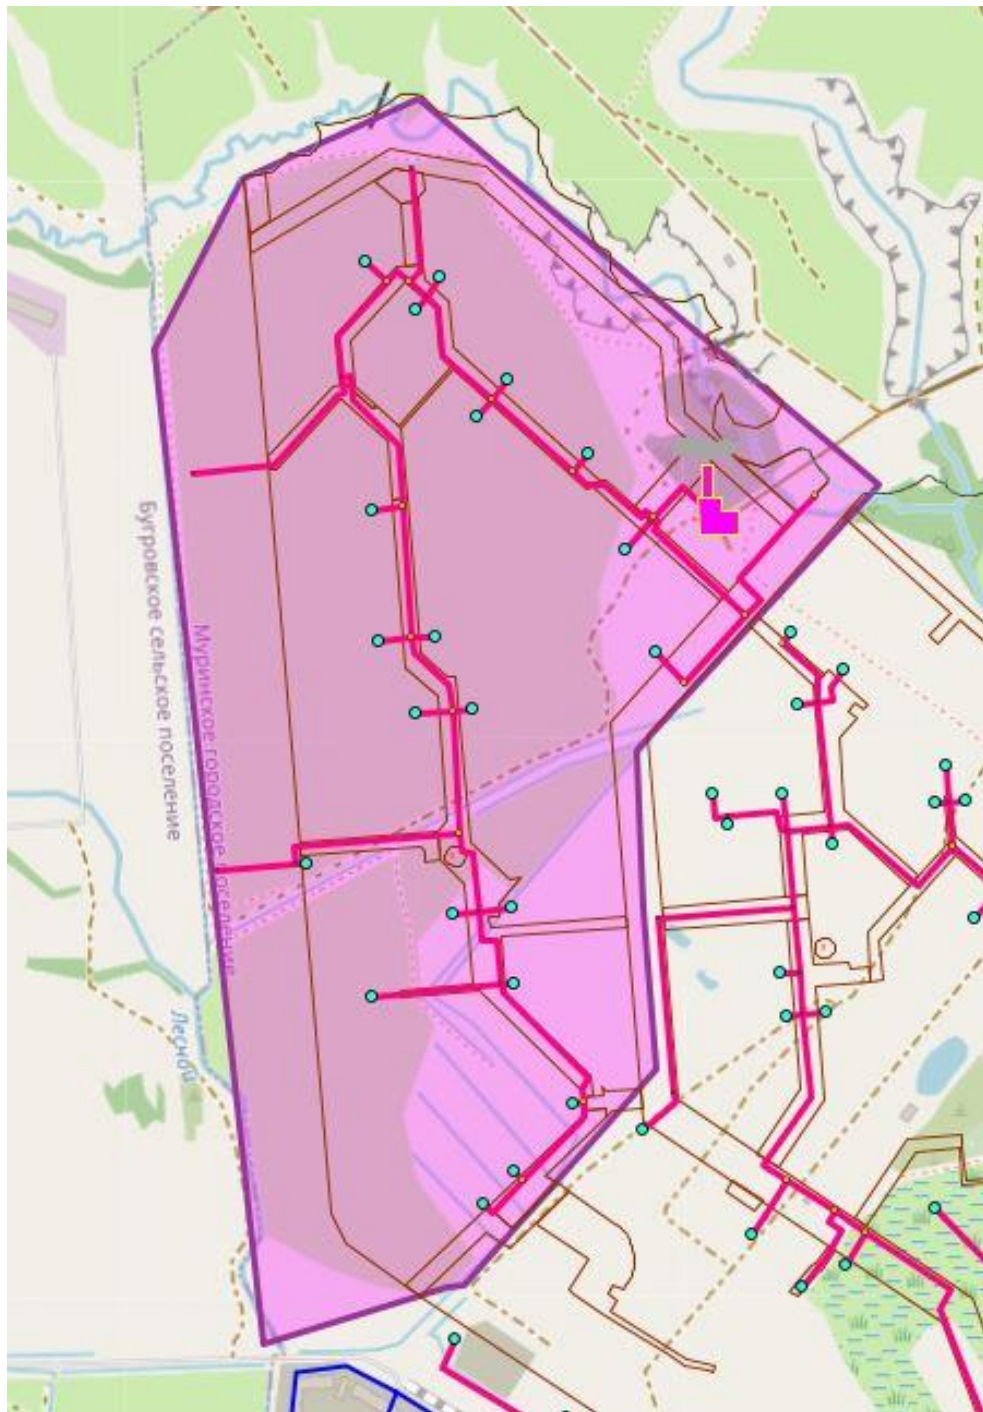 Бугровское сельское поселение
Муринское городское поселение
Лесной